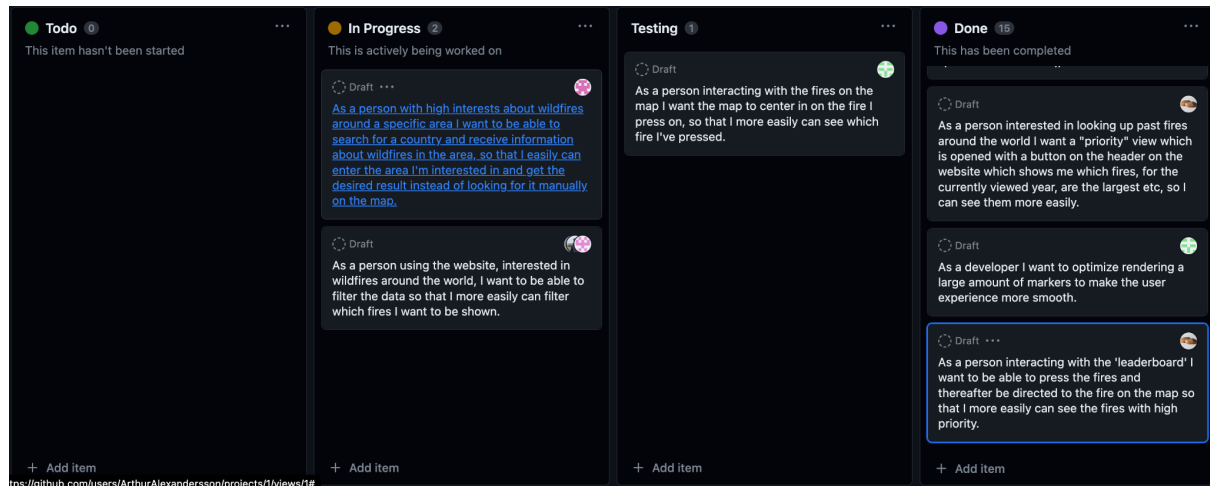 Todo 0
This item hasn't been started
+ Add item
In Progress 2
This is actively being worked on
Draft
As a person with high interests about wildfires
around a specific area I want to be able to
search for a country and receive information
about wildfires in the area, so that I easily can
enter the area I'm interested in and get the
desired result instead of looking for it manually
on the map.
Draft
As a person using the website, interested in
wildfires around the world, I want to be able to
filter the data so that I more easily can filter
which fires I want to be shown.
+ Add item
Testing 1
Draft
As a person interacting with the fires on the
map I want the map to center in on the fire I
press on, so that I more easily can see which
fire I've pressed.
+ Add item
Done 15
This has been completed
Draft
As a person interested in looking up past fires
around the world I want a "priority" view which
is opened with a button on the header on the
website which shows me which fires, for the
currently viewed year, are the largest etc, so I
can see them more easily.
Draft
As a developer I want to optimize rendering a
large amount of markers to make the user
experience more smooth.
Draft
As a person interacting with the 'leaderboard' I
want to be able to press the fires and
thereafter be directed to the fire on the map so
that I more easily can see the fires with high
priority.
+ Add item
tps://github.com/users/ArthurAlexandersson/projects/1/views/1#